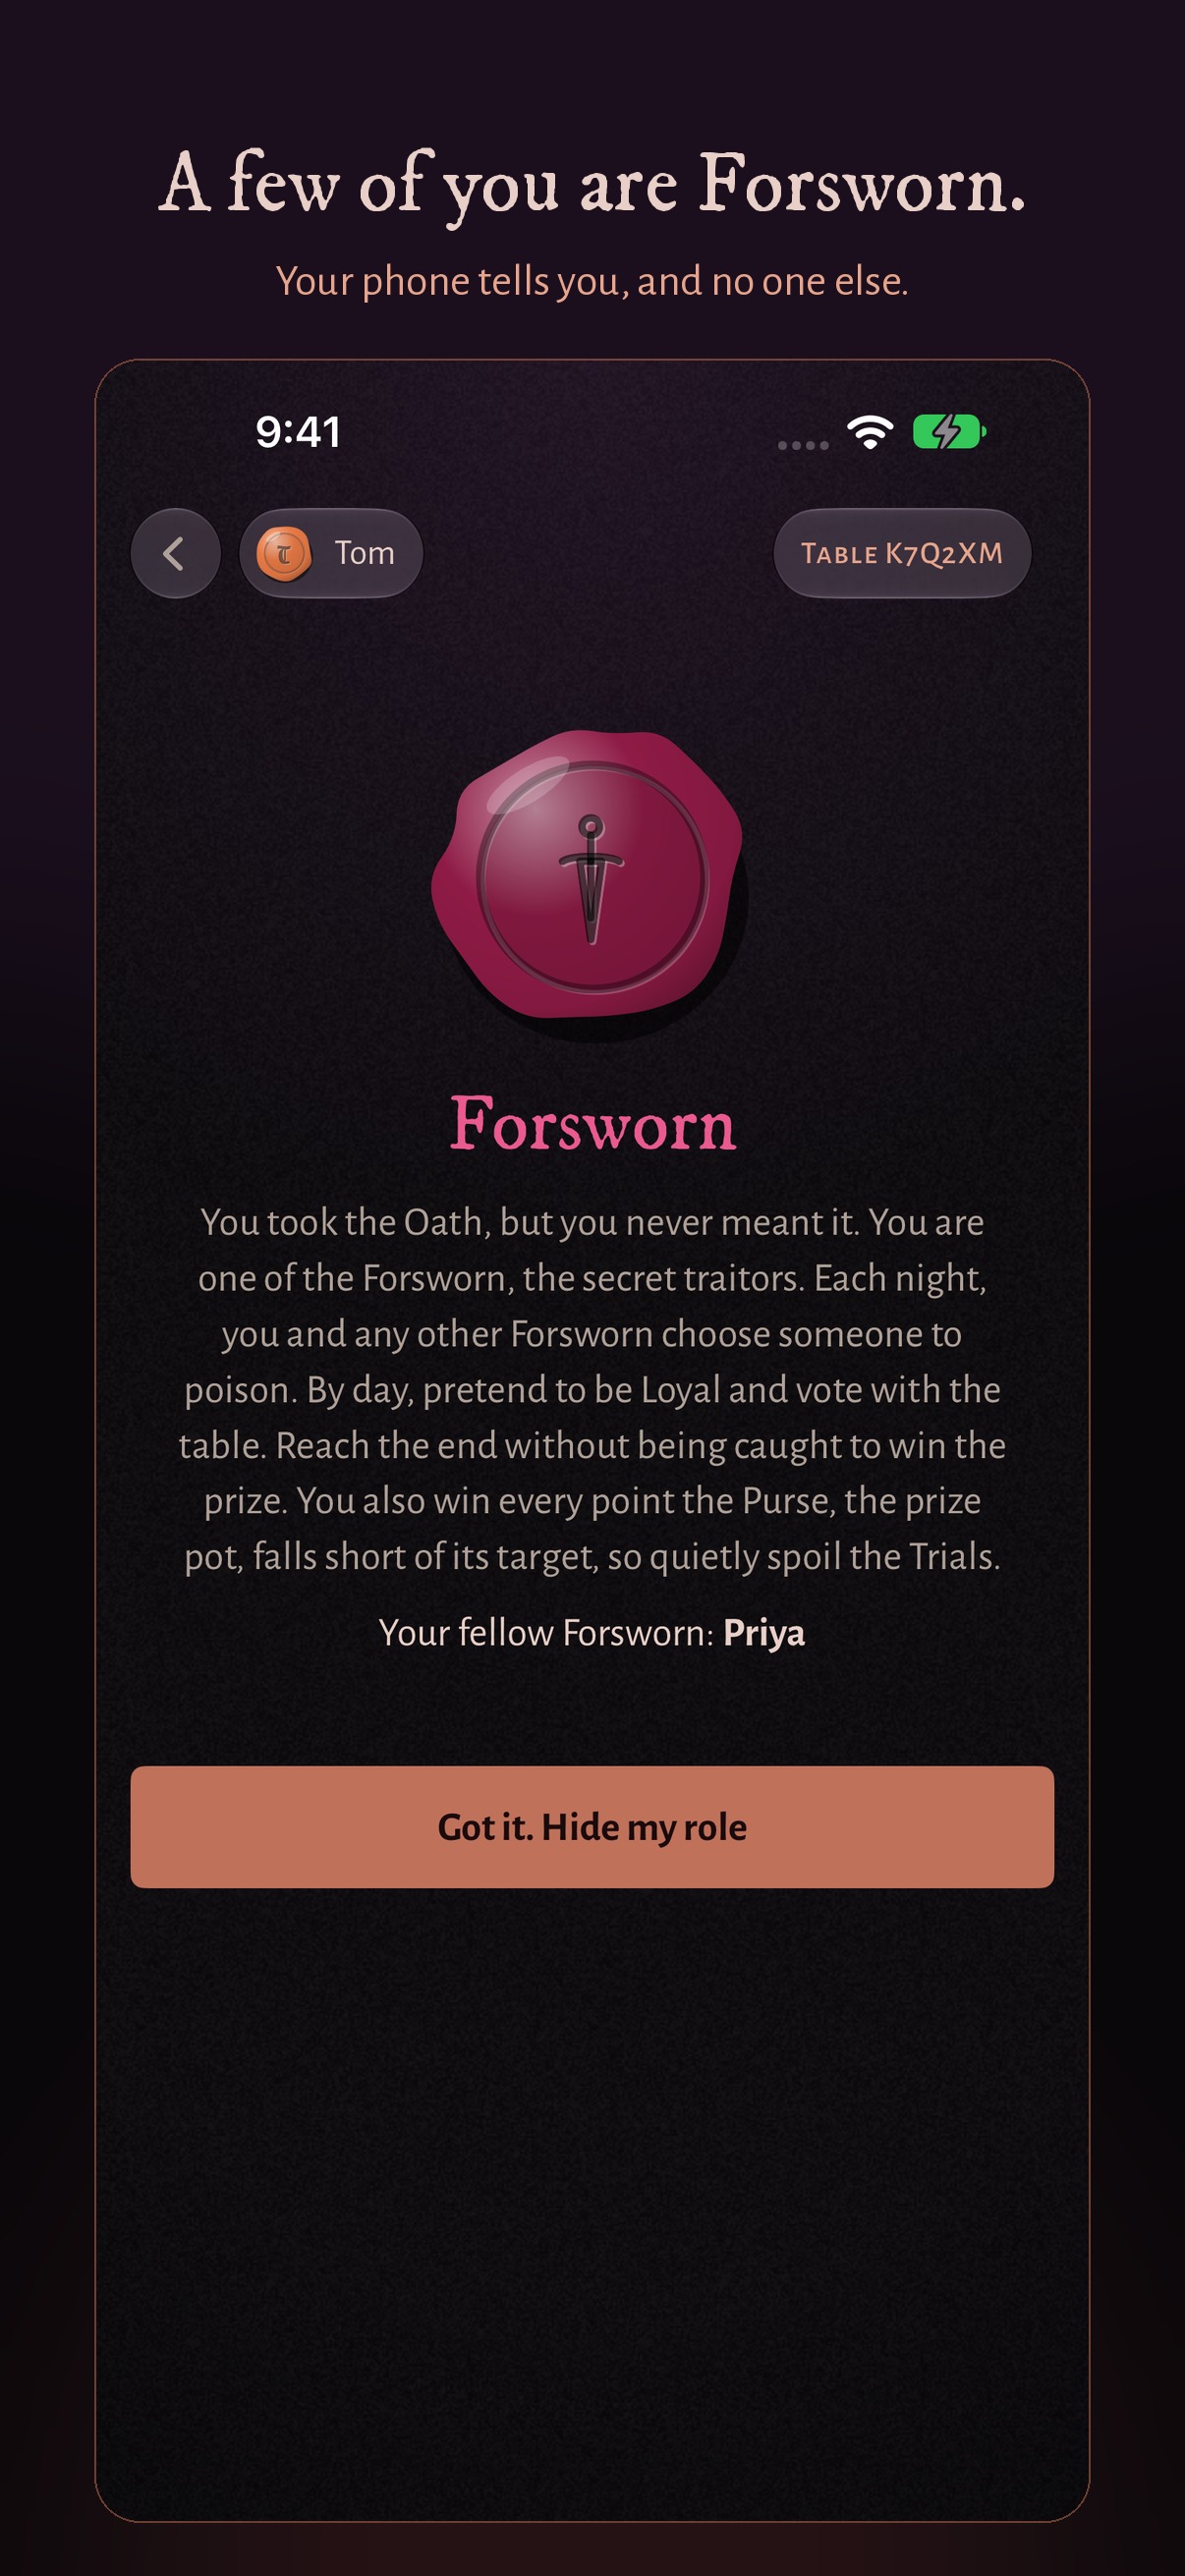 A few of you are Forsworn.
Your phone tells you, and no one else.
9:41
T Tom
TABLE K7Q2XM
Forsworn
You took the Oath, but you never meant it. You are
one of the Forsworn, the secret traitors. Each night,
you and any other Forsworn choose someone to
poison. By day, pretend to be Loyal and vote with the
table. Reach the end without being caught to win the
prize. You also win every point the Purse, the prize
pot, falls short of its target, so quietly spoil the Trials.
Your fellow Forsworn: Priya
Got it. Hide my role